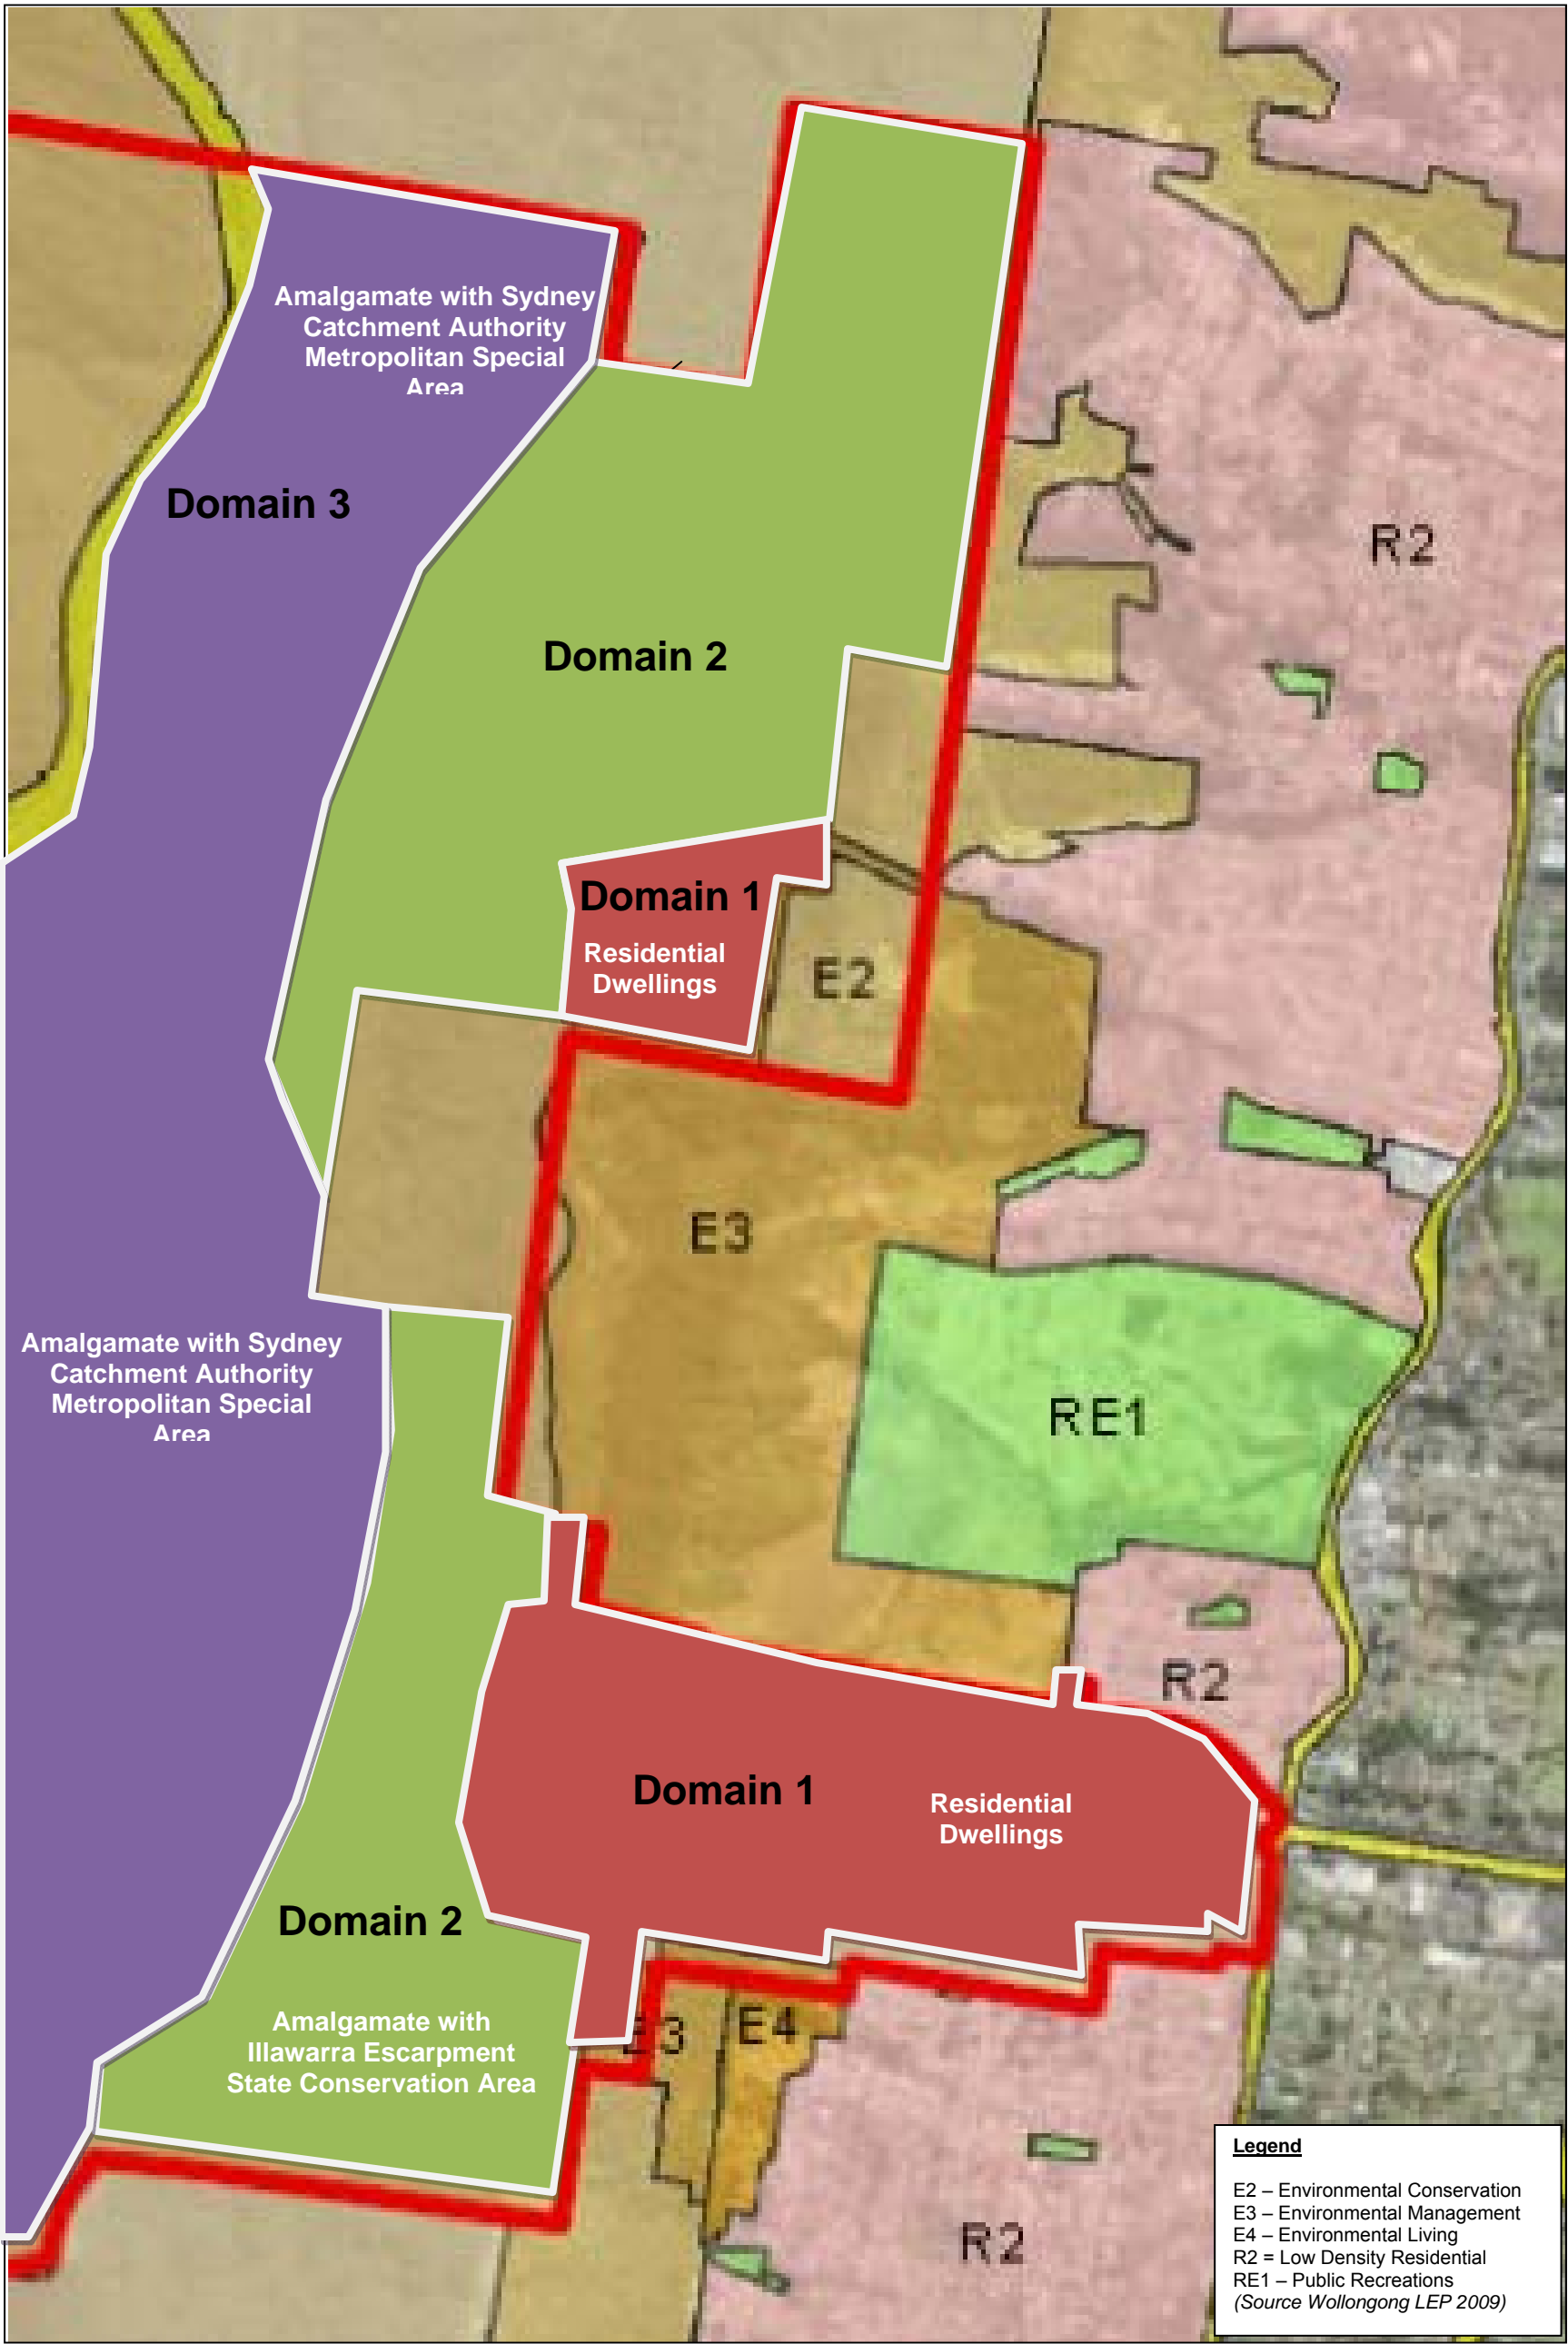 Amalgamate with Sydney
Catchment Authority
Metropolitan Special
Area
Domain 3
R2
Domain 2
Domain 1
Residential
Dwellings
E2
E3
Amalgamate with Sydney
Catchment Authority
Metropolitan Special
Area
RE1
R2
Domain 1
Residential
Dwellings
Domain 2
Amalgamate with
Illawarra Escarpment
State Conservation Area
E3
E4
R2
Legend
E2 – Environmental Conservation
E3 – Environmental Management
E4 – Environmental Living
R2 = Low Density Residential
RE1 – Public Recreations
(Source Wollongong LEP 2009)